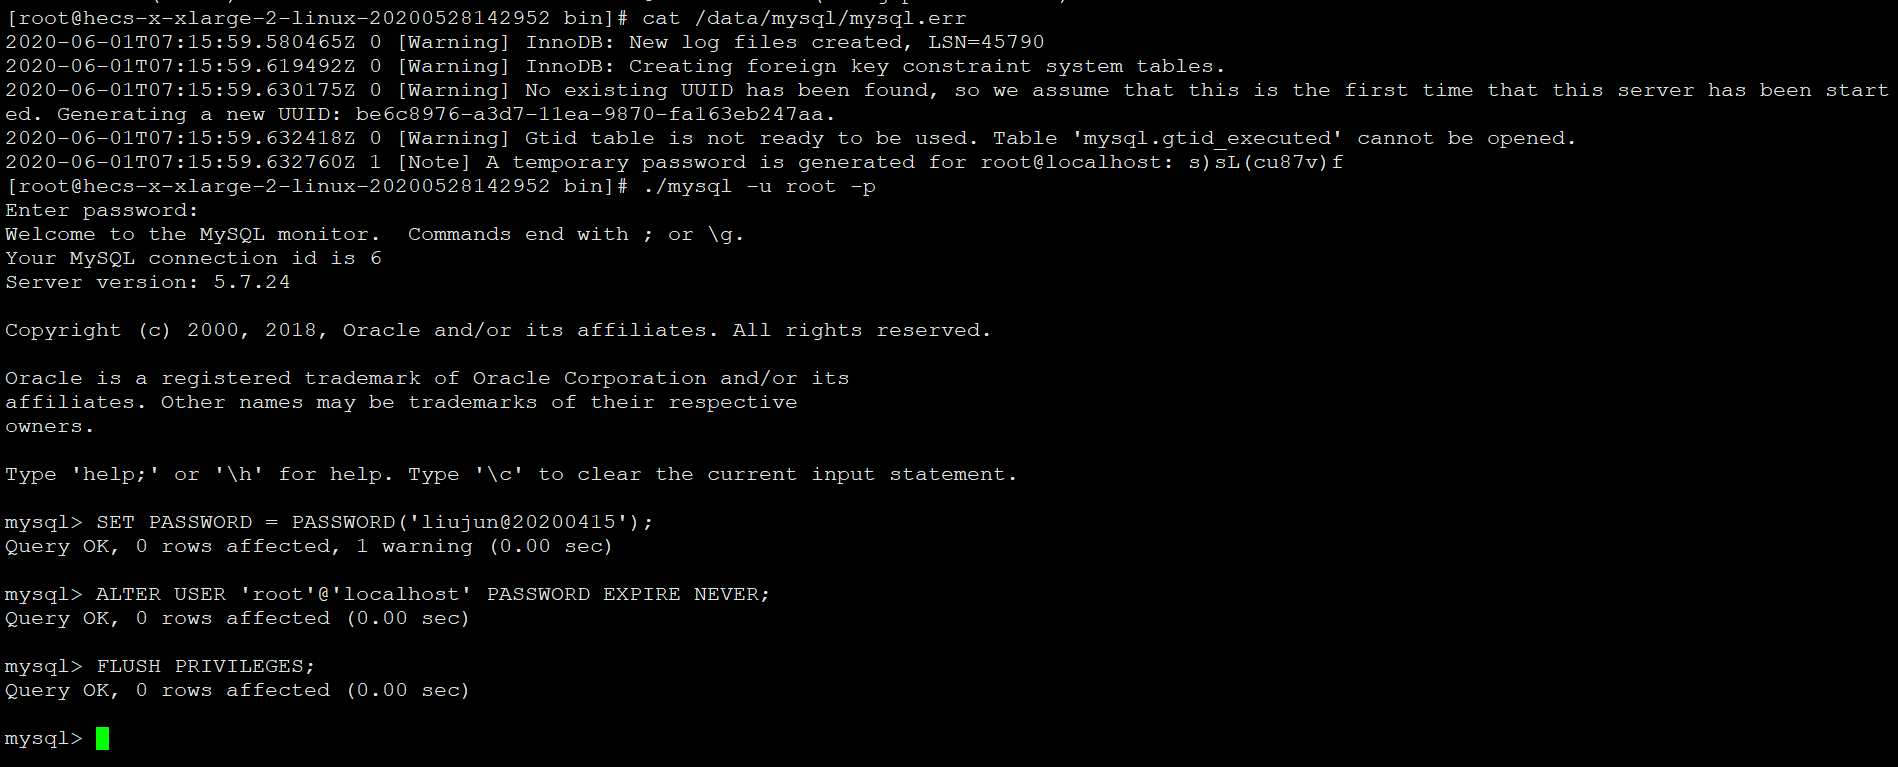 [root@hecs-x-xlarge-2-linux-20200528142952 bin]# cat /data/mysql/mysql.err
2020-06-01T07:15:59.580465Z 0 [Warning] InnoDB: New log files created, LSN=45790
2020-06-01T07:15:59.619492Z 0 [Warning] InnoDB: Creating foreign key constraint system tables.
2020-06-01T07:15:59.630175Z 0 [Warning] No existing UUID has been found, so we assume that this is the first time that this server has been start
ed. Generating a new UUID: be6c8976-a3d7-11ea-9870-fa163eb247aa.
2020-06-01T07:15:59.632418Z 0 [Warning] Gtid table is not ready to be used. Table 'mysql.gtid_executed' cannot be opened.
2020-06-01T07:15:59.632760Z 1 [Note] A temporary password is generated for root@localhost: s)sL(cu87v)f
[root@hecs-x-xlarge-2-linux-20200528142952 bin]# ./mysql -u root -p
Enter password:
Welcome to the MySQL monitor.  Commands end with ; or \g.
Your MySQL connection id is 6
Server version: 5.7.24
Copyright (c) 2000, 2018, Oracle and/or its affiliates. All rights reserved.
Oracle is a registered trademark of Oracle Corporation and/or its
affiliates. Other names may be trademarks of their respective
owners.
Type 'help;' or '\h' for help. Type '\c' to clear the current input statement.
mysql> SET PASSWORD = PASSWORD('liujun@20200415');
Query OK, 0 rows affected, 1 warning (0.00 sec)
mysql> ALTER USER 'root'@'localhost' PASSWORD EXPIRE NEVER;
Query OK, 0 rows affected (0.00 sec)
mysql> FLUSH PRIVILEGES;
Query OK, 0 rows affected (0.00 sec)
mysql>